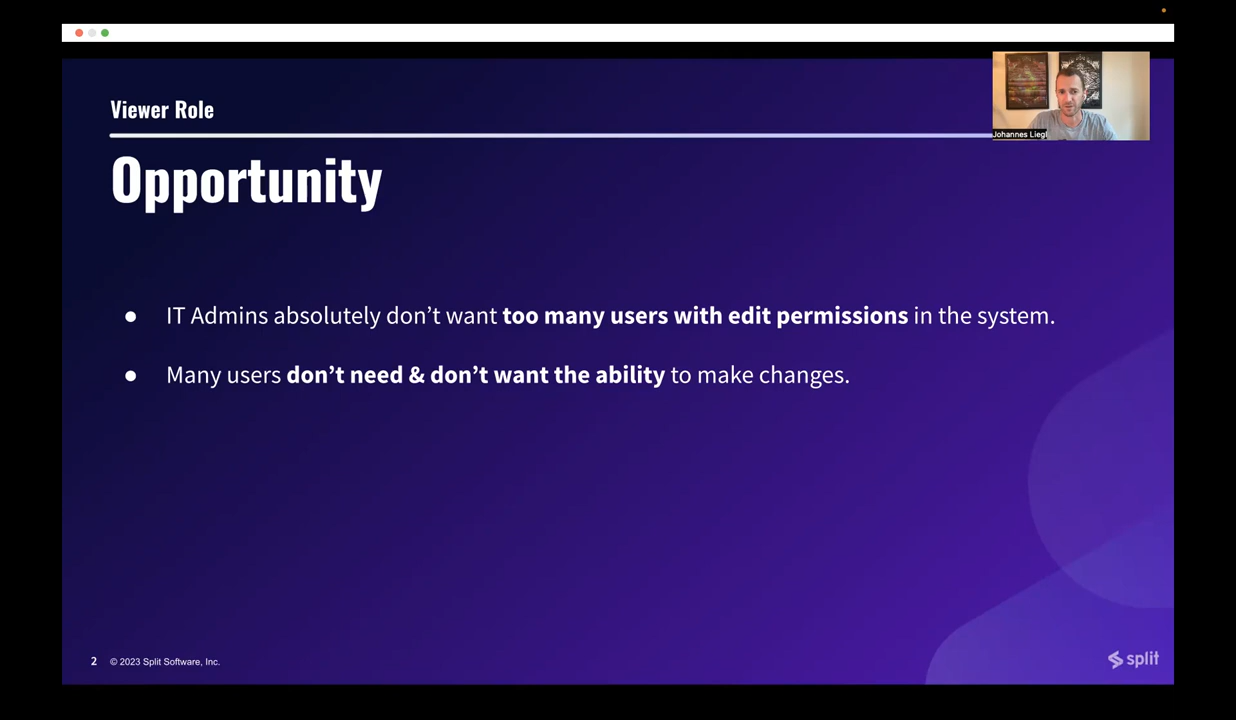 Viewer Role
Johannes Liegl
Opportunity
● IT Admins absolutely don’t want too many users with edit permissions in the system.
● Many users don’t need & don’t want the ability to make changes.
2 © 2023 Split Software, Inc.
split